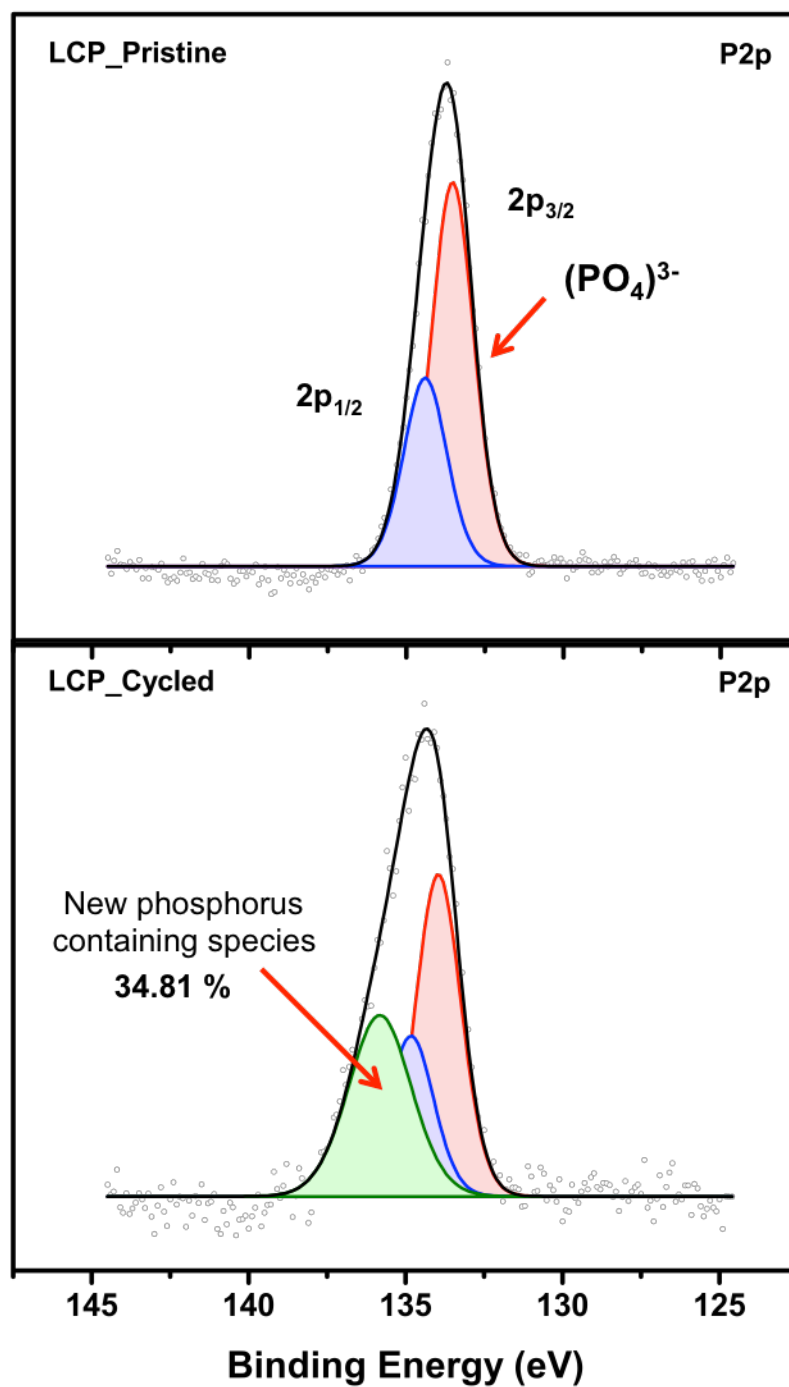 LCP_Pristine
P2p
2p3/2
(PO4)3-
2p1/2
LCP_Cycled
P2p
New phosphorus
containing species
34.81 %
145 140 135 130 125
Binding Energy (eV)